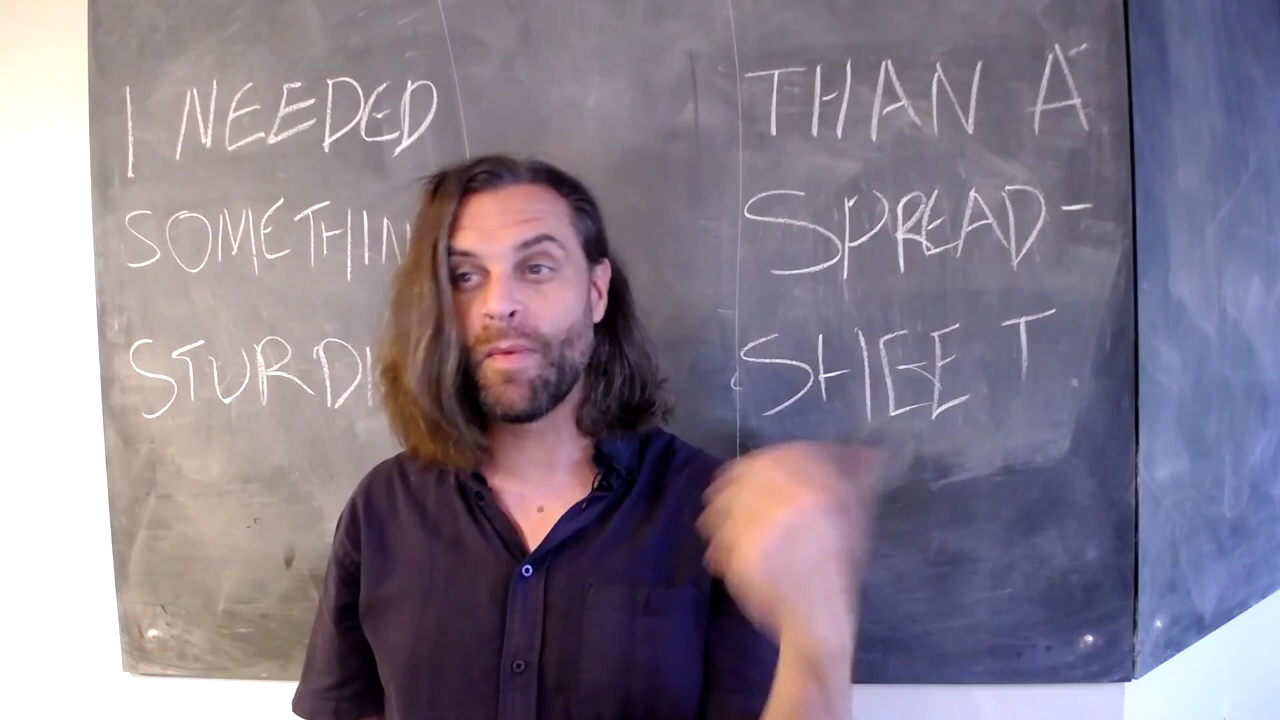 I NEEDED
SOMETHIN
STURDI
THAN A
SPREAD-
SHEET